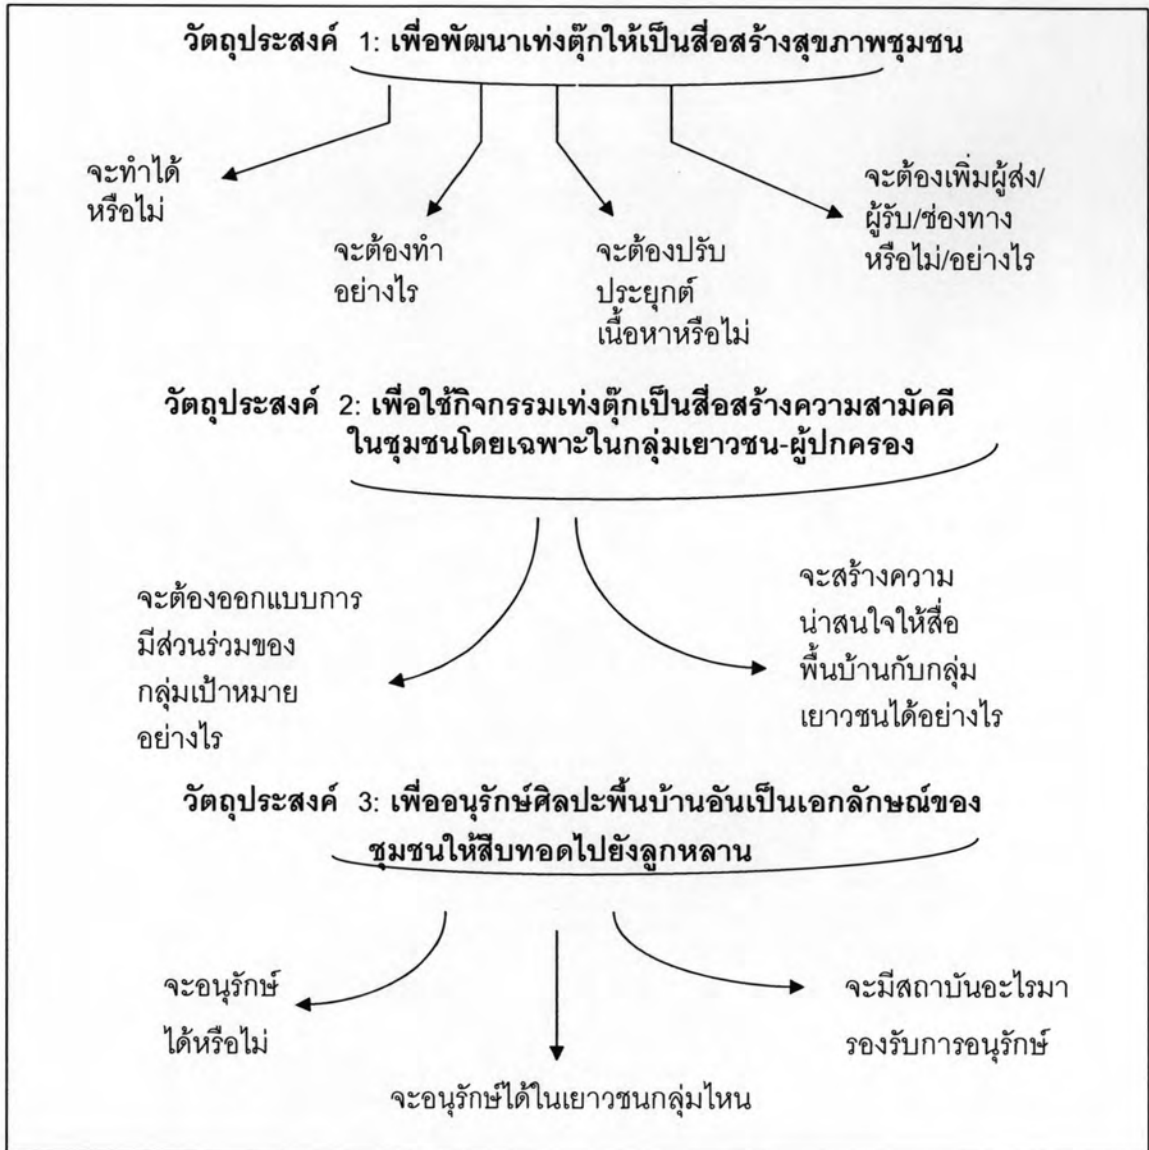 วัตถุประสงค์ 1: เพื่อพัฒนาเท่งตุ๊กให้เป็นสื่อสร้างสุขภาพชุมชน
จะทำได้
หรือไม่
จะต้องทำ
อย่างไร
จะต้องปรับ
ประยุกต์
เนื้อหาหรือไม่
จะต้องเพิ่มผู้ส่ง/
ผู้รับ/ช่องทาง
หรือไม่/อย่างไร
วัตถุประสงค์ 2: เพื่อใช้กิจกรรมเท่งตุ๊กเป็นสื่อสร้างความสามัคคี
ในชุมชนโดยเฉพาะในกลุ่มเยาวชน-ผู้ปกครอง
จะต้องออกแบบการ
มีส่วนร่วมของ
กลุ่มเป้าหมาย
อย่างไร
จะสร้างความ
น่าสนใจให้สื่อ
พื้นบ้านกับกลุ่ม
เยาวชนได้อย่างไร
วัตถุประสงค์ 3: เพื่ออนุรักษ์ศิลปะพื้นบ้านอันเป็นเอกลักษณ์ของ
ชุมชนให้สืบทอดไปยังลูกหลาน
จะอนุรักษ์
ได้หรือไม่
จะอนุรักษ์ได้ในเยาวชนกลุ่มไหน
จะมีสถาบันอะไรมา
รองรับการอนุรักษ์